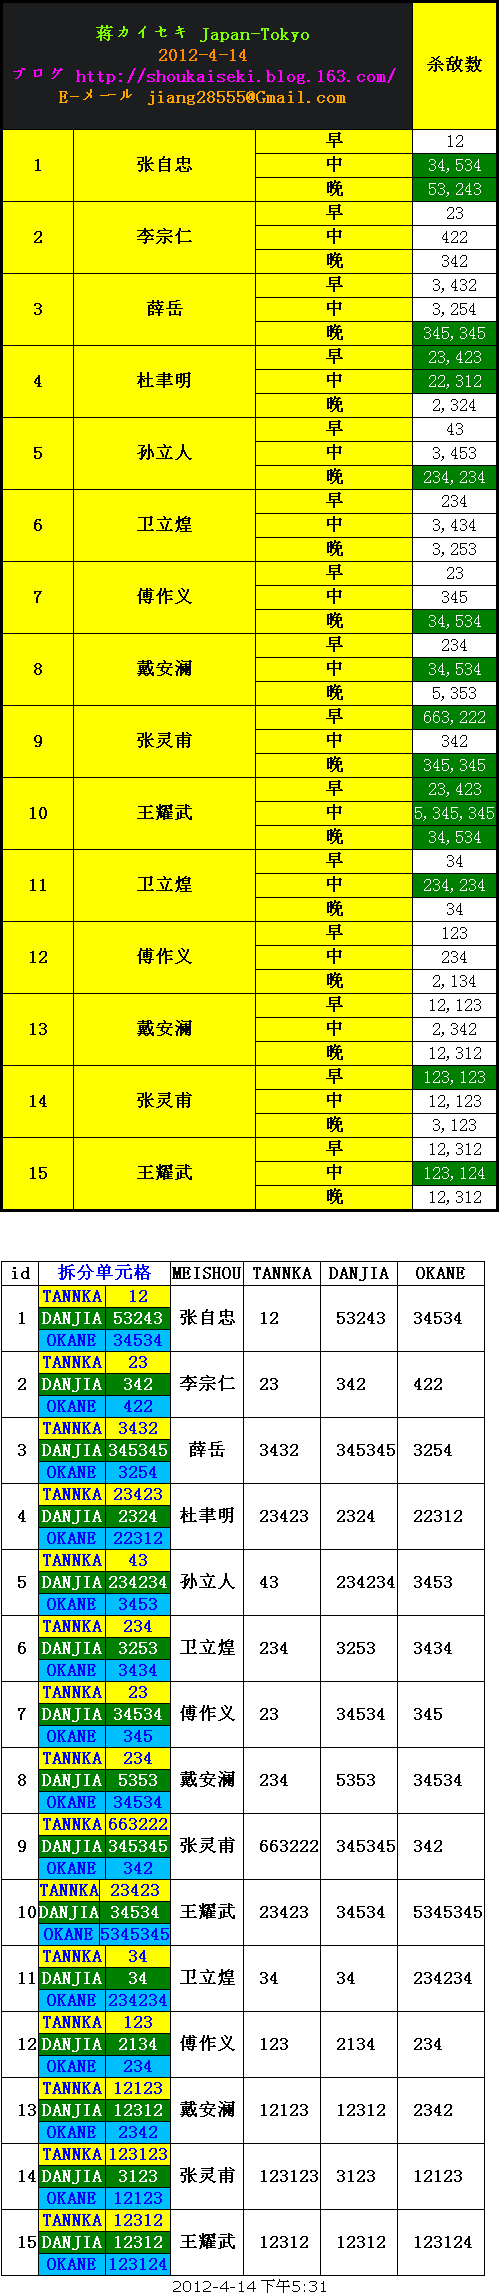 蒋カイセキ Japan-Tokyo
2012-4-14
ブログ http://shoukaiseki.blog.163.com/
E-メール jiang28555@Gmail.com
杀敌数
1 张自忠 早 12
中 34,534
晚 53,243
2 李宗仁 早 23
中 422
晚 342
3 薛岳 早 3,432
中 3,254
晚 345,345
4 杜聿明 早 23,423
中 22,312
晚 2,324
5 孙立人 早 43
中 3,453
晚 234,234
6 卫立煌 早 234
中 3,434
晚 3,253
7 傅作义 早 23
中 345
晚 34,534
8 戴安澜 早 234
中 34,534
晚 5,353
9 张灵甫 早 663,222
中 342
晚 345,345
10 王耀武 早 23,423
中 5,345,345
晚 34,534
11 卫立煌 早 34
中 234,234
晚 34
12 傅作义 早 123
中 234
晚 2,134
13 戴安澜 早 12,123
中 2,342
晚 12,312
14 张灵甫 早 123,123
中 12,123
晚 3,123
15 王耀武 早 12,312
中 123,124
晚 12,312
id 拆分单元格 MEISHOU TANNKA DANJIA OKANE
TANNKA 12
1 DANJIA 53243 张自忠 12 53243 34534
OKANE 34534
TANNKA 23
2 DANJIA 342 李宗仁 23 342 422
OKANE 422
TANNKA 3432
3 DANJIA 345345 薛岳 3432 345345 3254
OKANE 3254
TANNKA 23423
4 DANJIA 2324 杜聿明 23423 2324 22312
OKANE 22312
TANNKA 43
5 DANJIA 234234 孙立人 43 234234 3453
OKANE 3453
TANNKA 234
6 DANJIA 3253 卫立煌 234 3253 3434
OKANE 3434
TANNKA 23
7 DANJIA 34534 傅作义 23 34534 345
OKANE 345
TANNKA 234
8 DANJIA 5353 戴安澜 234 5353 34534
OKANE 34534
TANNKA 663222
9 DANJIA 345345 张灵甫 663222 345345 342
OKANE 342
TANNKA 23423
10 DANJIA 34534 王耀武 23423 34534 5345345
OKANE 5345345
TANNKA 34
11 DANJIA 34 卫立煌 34 34 234234
OKANE 234234
TANNKA 123
12 DANJIA 2134 傅作义 123 2134 234
OKANE 234
TANNKA 12123
13 DANJIA 12312 戴安澜 12123 12312 2342
OKANE 2342
TANNKA 123123
14 DANJIA 3123 张灵甫 123123 3123 12123
OKANE 12123
TANNKA 12312
15 DANJIA 12312 王耀武 12312 12312 123124
OKANE 123124
2012-4-14 下午5:31